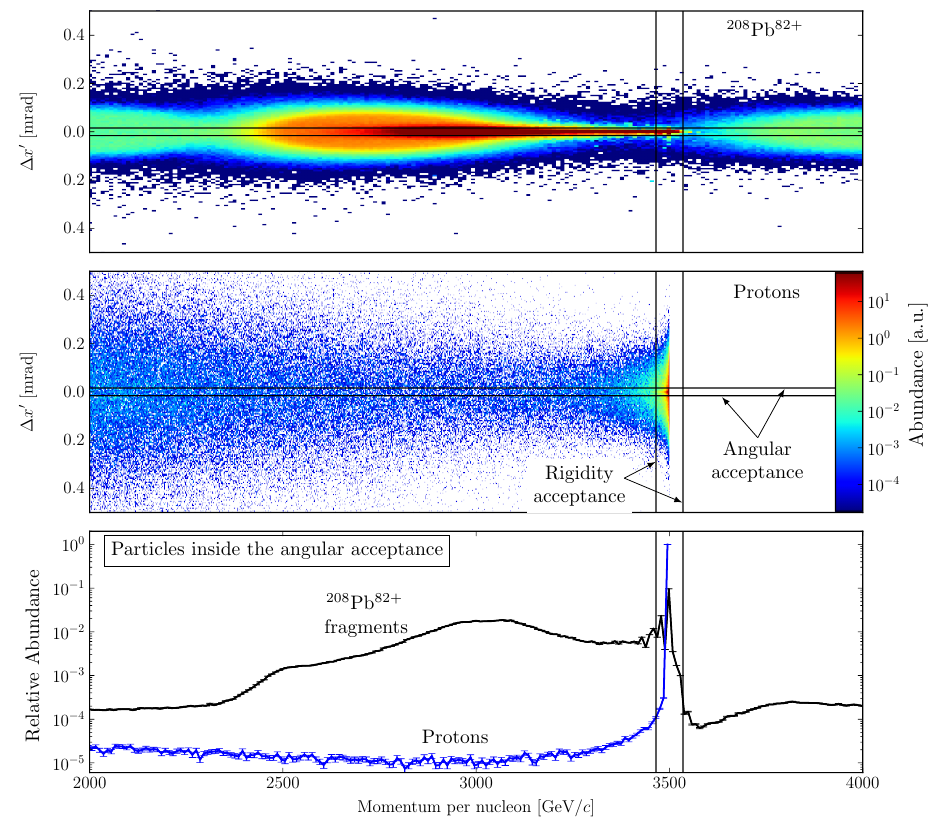 0.4
0.2
0.0
0.2
0.4
Δx′ [mrad]
²⁰⁸Pb⁸²⁺
0.4
0.2
0.0
0.2
0.4
Δx′ [mrad]
Protons
Angular
acceptance
Rigidity
acceptance
10¹
10⁰
10⁻¹
10⁻²
10⁻³
10⁻⁴
Abundance [a.u.]
10⁰
10⁻¹
10⁻²
10⁻³
10⁻⁴
10⁻⁵
Relative Abundance
Particles inside the angular acceptance
²⁰⁸Pb⁸²⁺
fragments
Protons
2000 2500 3000 3500 4000
Momentum per nucleon [GeV/c]